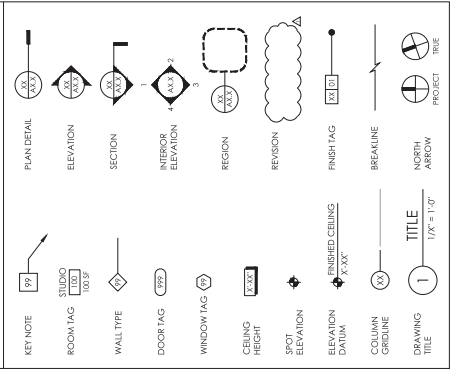 KEY NOTE
99
ROOM TAG
STUDIO
100
100 SF
WALL TYPE
99
DOOR TAG
999
WINDOW TAG
99
CEILING
HEIGHT
X'-XX"
SPOT
ELEVATION
ELEVATION
DATUM
FINISHED CEILING
X'-XX"
COLUMN
GRIDLINE
XX
DRAWING
TITLE
1
TITLE
1/X" = 1'-0"
PLAN DETAIL
XX
AX.X
ELEVATION
XX
AX.X
SECTION
XX
AX.X
INTERIOR
ELEVATION
1
2
3
4
AX.X
REGION
XX
AX.X
REVISION
FINISH TAG
XX
01
BREAKLINE
NORTH
ARROW
PROJECT
TRUE